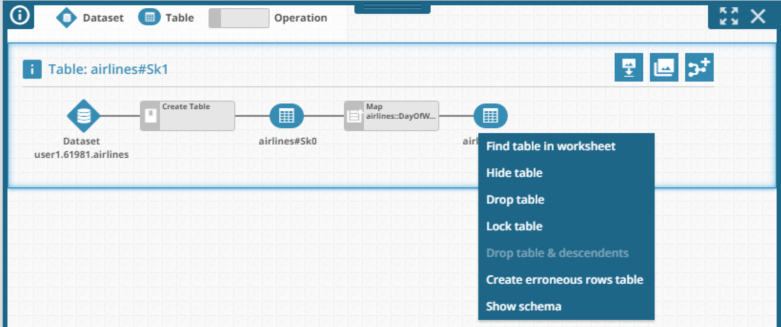 Dataset Table Operation
Table: airlines#Sk1
Create Table
Map
airlines::DayOfW...
Dataset
user1.61981.airlines
airlines#Sk0
Find table in worksheet
Hide table
Drop table
Lock table
Drop table & descendents
Create erroneous rows table
Show schema